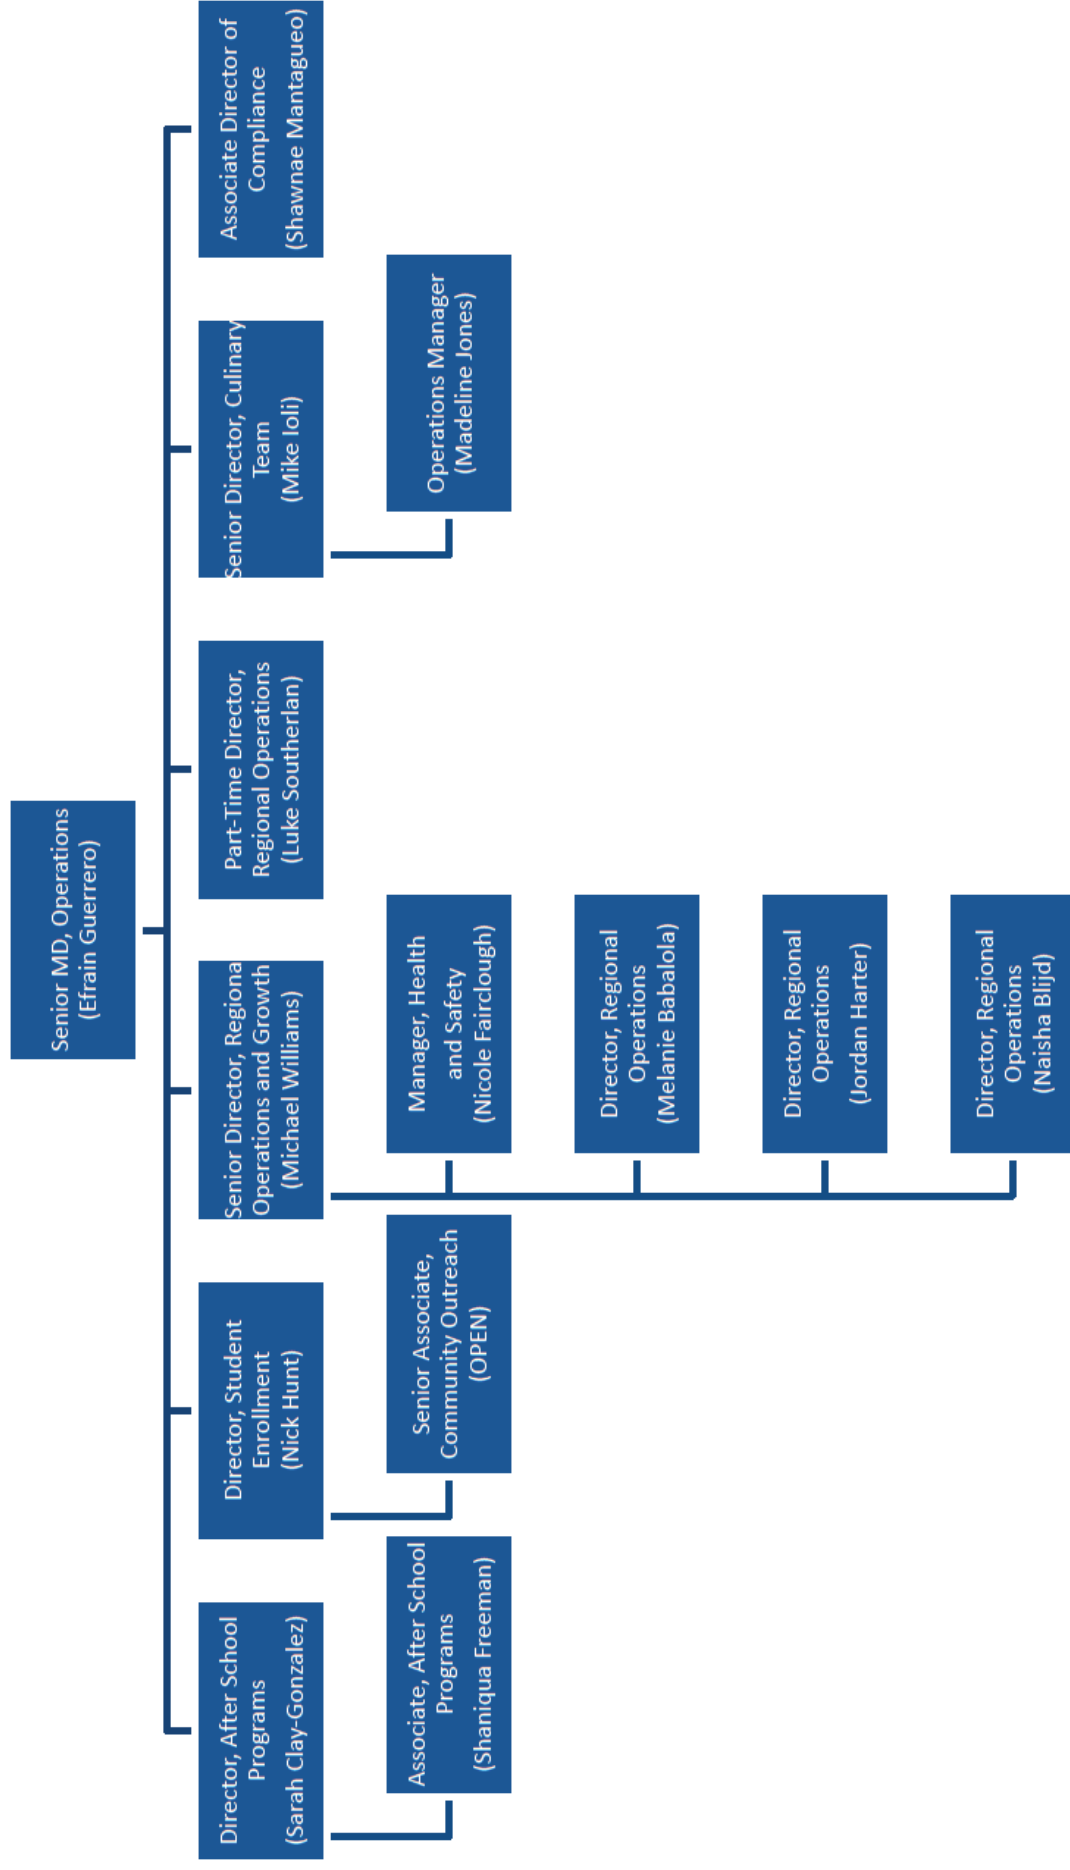 Senior MD, Operations
(Efrain Guerrero)
Director, After School
Programs
(Sarah Clay-Gonzalez)
Associate, After School
Programs
(Shaniqua Freeman)
Director, Student
Enrollment
(Nick Hunt)
Senior Associate,
Community Outreach
(OPEN)
Senior Director, Regiona
Operations and Growth
(Michael Williams)
Manager, Health
and Safety
(Nicole Fairclough)
Director, Regional
Operations
(Melanie Babalola)
Director, Regional
Operations
(Jordan Harter)
Director, Regional
Operations
(Naisha Blijd)
Part-Time Director,
Regional Operations
(Luke Southerlan)
Senior Director, Culinary
Team
(Mike Ioli)
Operations Manager
(Madeline Jones)
Associate Director of
Compliance
(Shawnae Mantagueo)